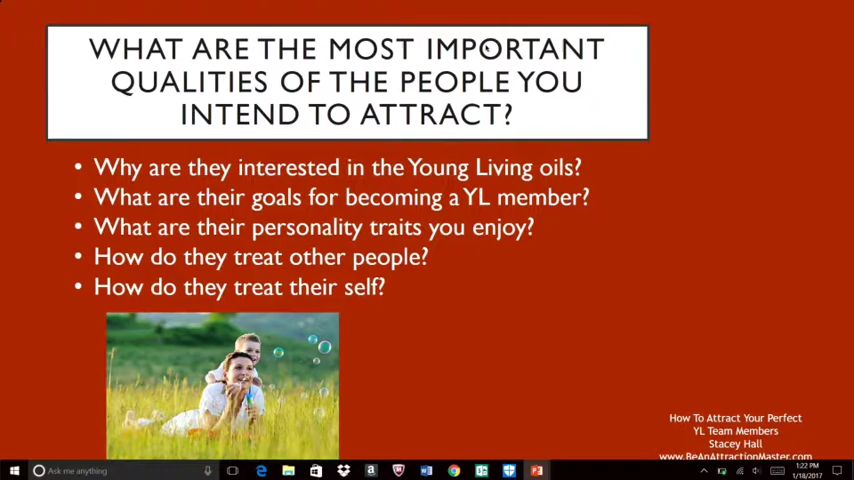 WHAT ARE THE MOST IMPORTANT
QUALITIES OF THE PEOPLE YOU
INTEND TO ATTRACT?
• Why are they interested in the Young Living oils?
• What are their goals for becoming a YL member?
• What are their personality traits you enjoy?
• How do they treat other people?
• How do they treat their self?
How To Attract Your Perfect
YL Team Members
Stacey Hall
www.BeAnAttractionMaster.com
Ask me anything
1:22 PM
1/18/2017